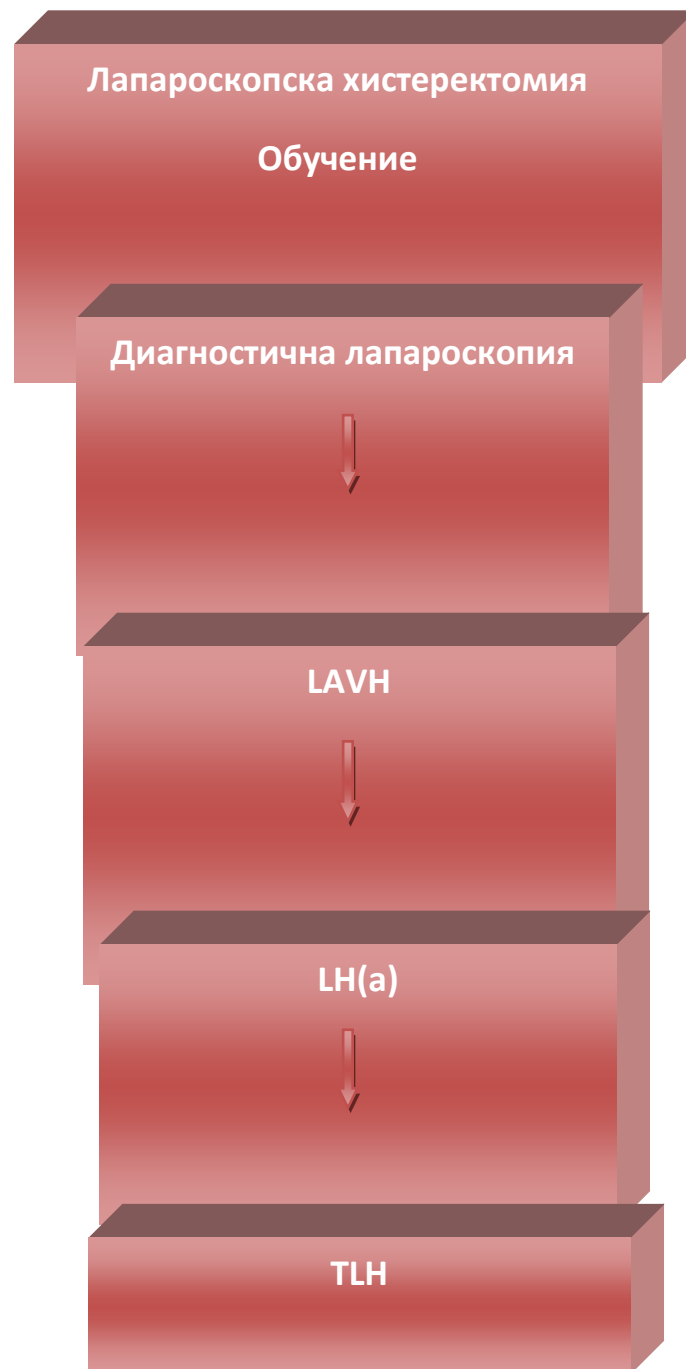 Лапароскопска хистеректомия
Обучение
Диагностична лапароскопия
LAVH
LH(a)
TLH